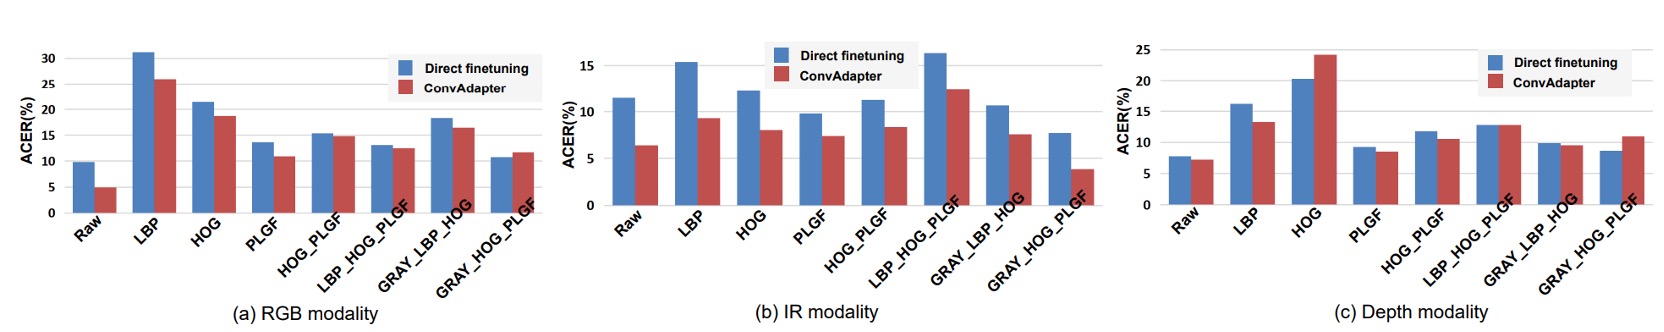 ACER(%)
30
25
20
15
10
5
0
Direct finetuning
ConvAdapter
Raw
LBP
HOG
PLGF
HOG_PLGF
LBP_HOG_PLGF
GRAY_LBP_HOG
GRAY_HOG_PLGF
(a) RGB modality
ACER(%)
15
10
5
0
Direct finetuning
ConvAdapter
Raw
LBP
HOG
PLGF
HOG_PLGF
LBP_HOG_PLGF
GRAY_LBP_HOG
GRAY_HOG_PLGF
(b) IR modality
ACER(%)
25
20
15
10
5
0
Direct finetuning
ConvAdapter
Raw
LBP
HOG
PLGF
HOG_PLGF
LBP_HOG_PLGF
GRAY_LBP_HOG
GRAY_HOG_PLGF
(c) Depth modality